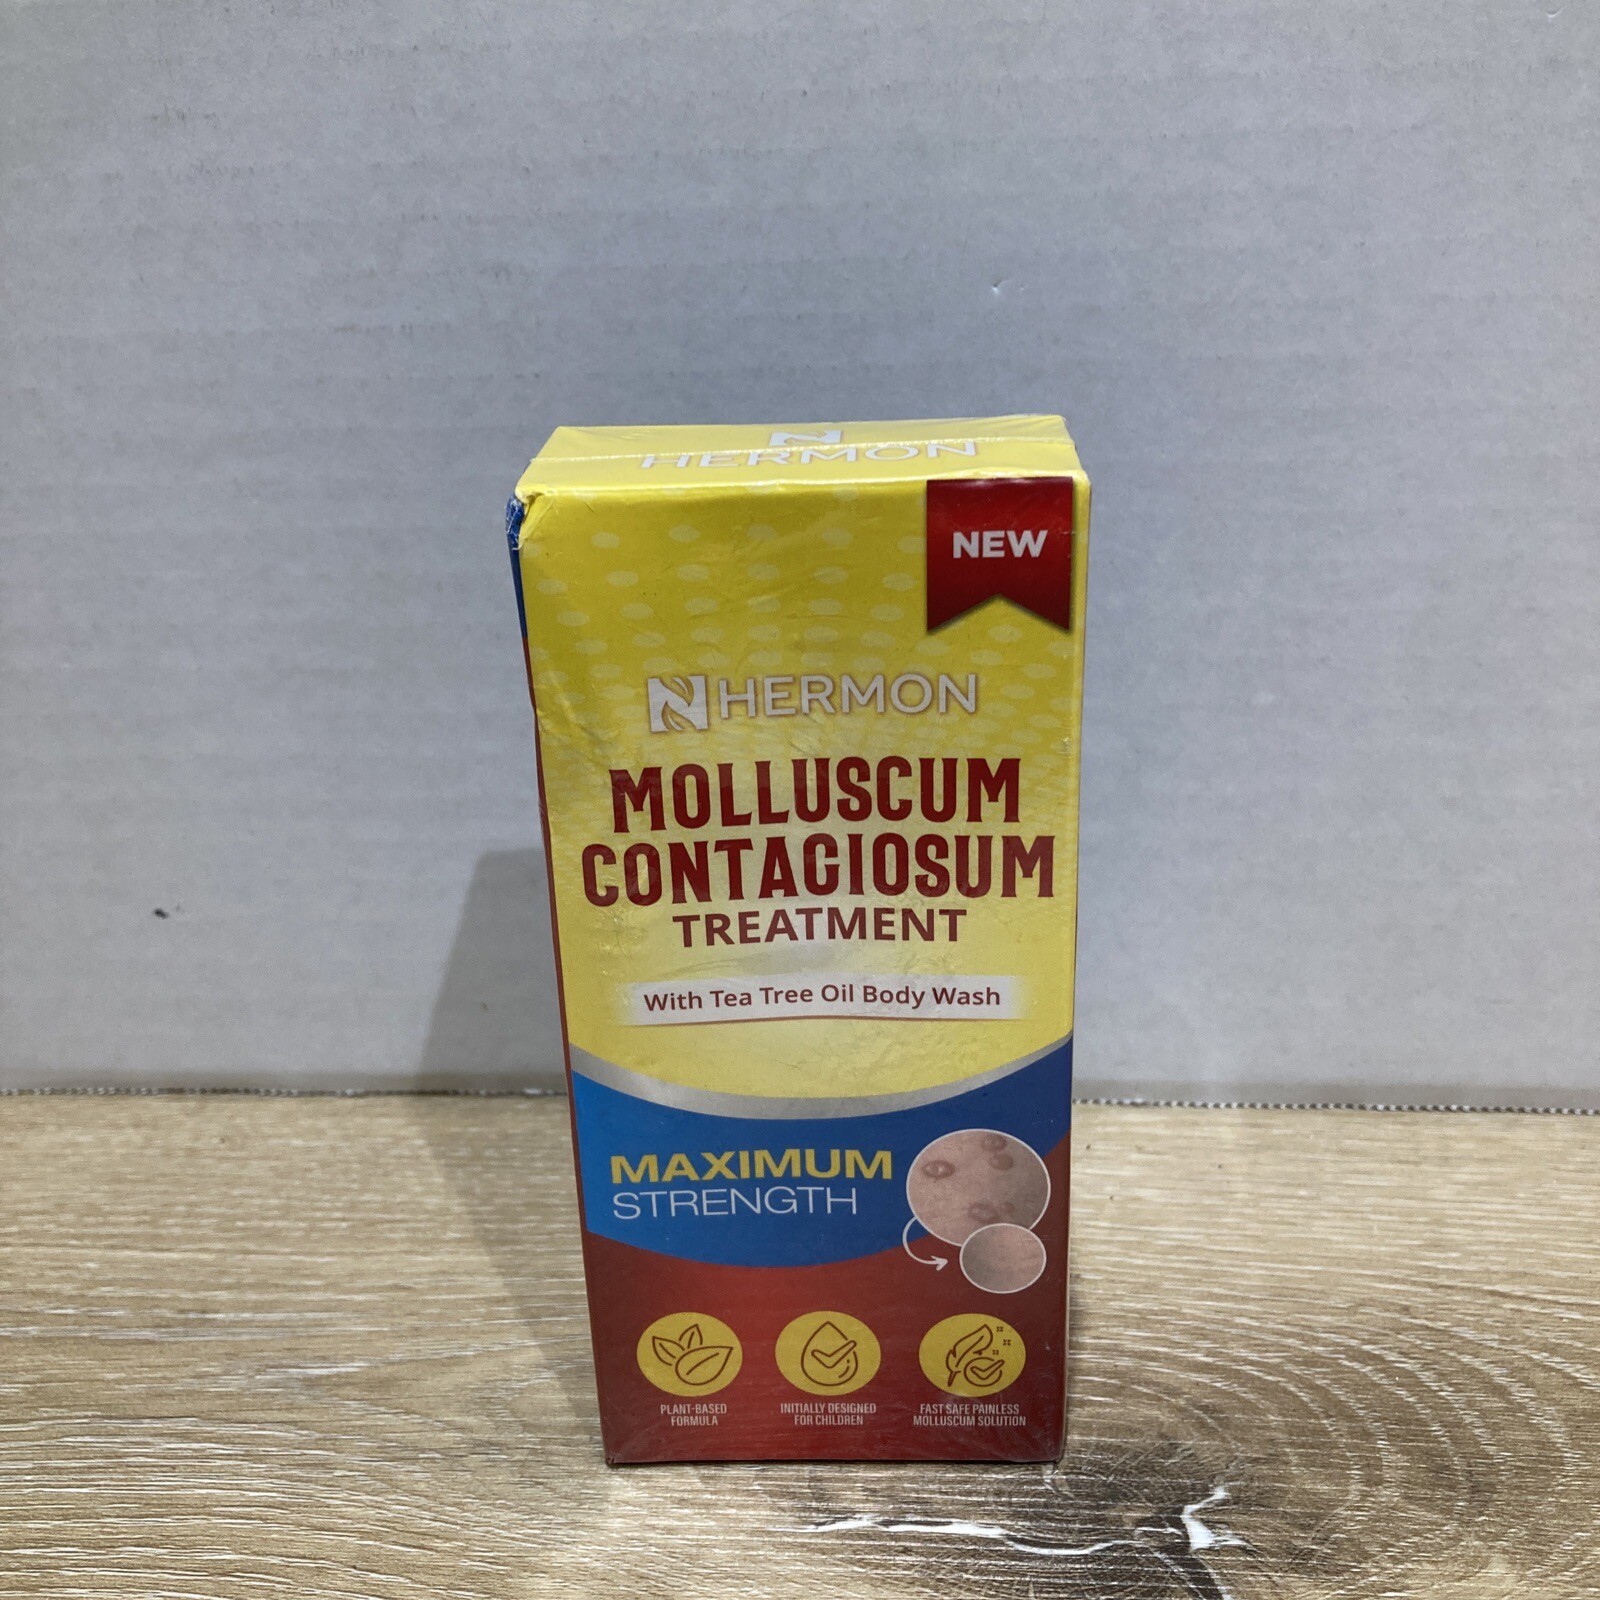 HERMON
NEW
HERMON
MOLLUSCUM
CONTAGIOSUM
TREATMENT
With Tea Tree Oil Body Wash
MAXIMUM
STRENGTH
PLANT-BASED
FORMULA
INITIALLY DESIGNED
FOR CHILDREN
FAST SAFE PAINLESS
MOLLUSCUM SOLUTION